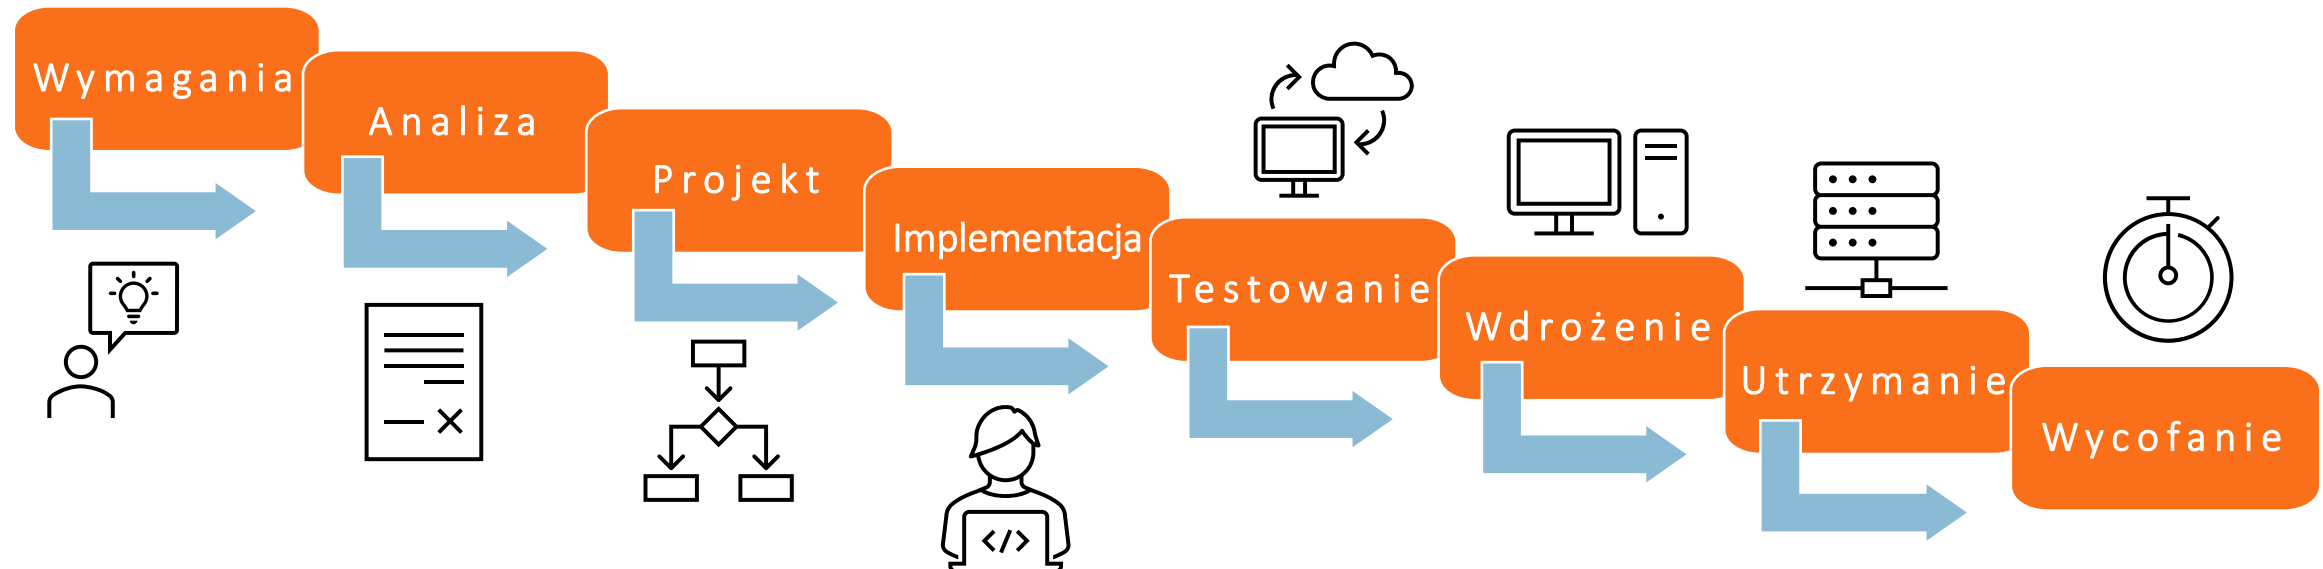 Wymagania
Analiza
Projekt
Implementacja
Testowanie
Wdrożenie
Utrzymanie
Wycofanie